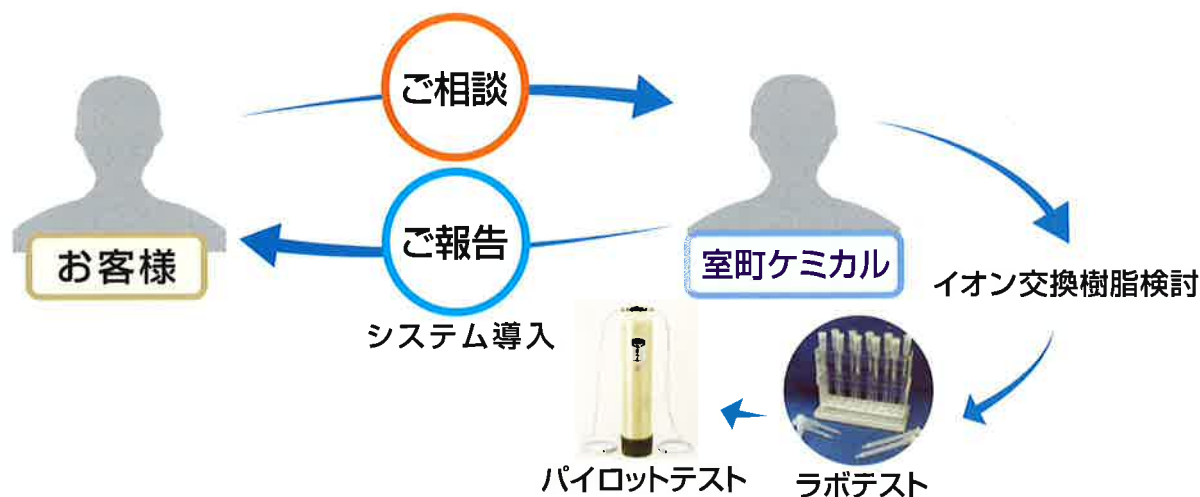 ご相談
お客様
ご報告
システム導入
室町ケミカル
イオン交換樹脂検討
ラボテスト
パイロットテスト